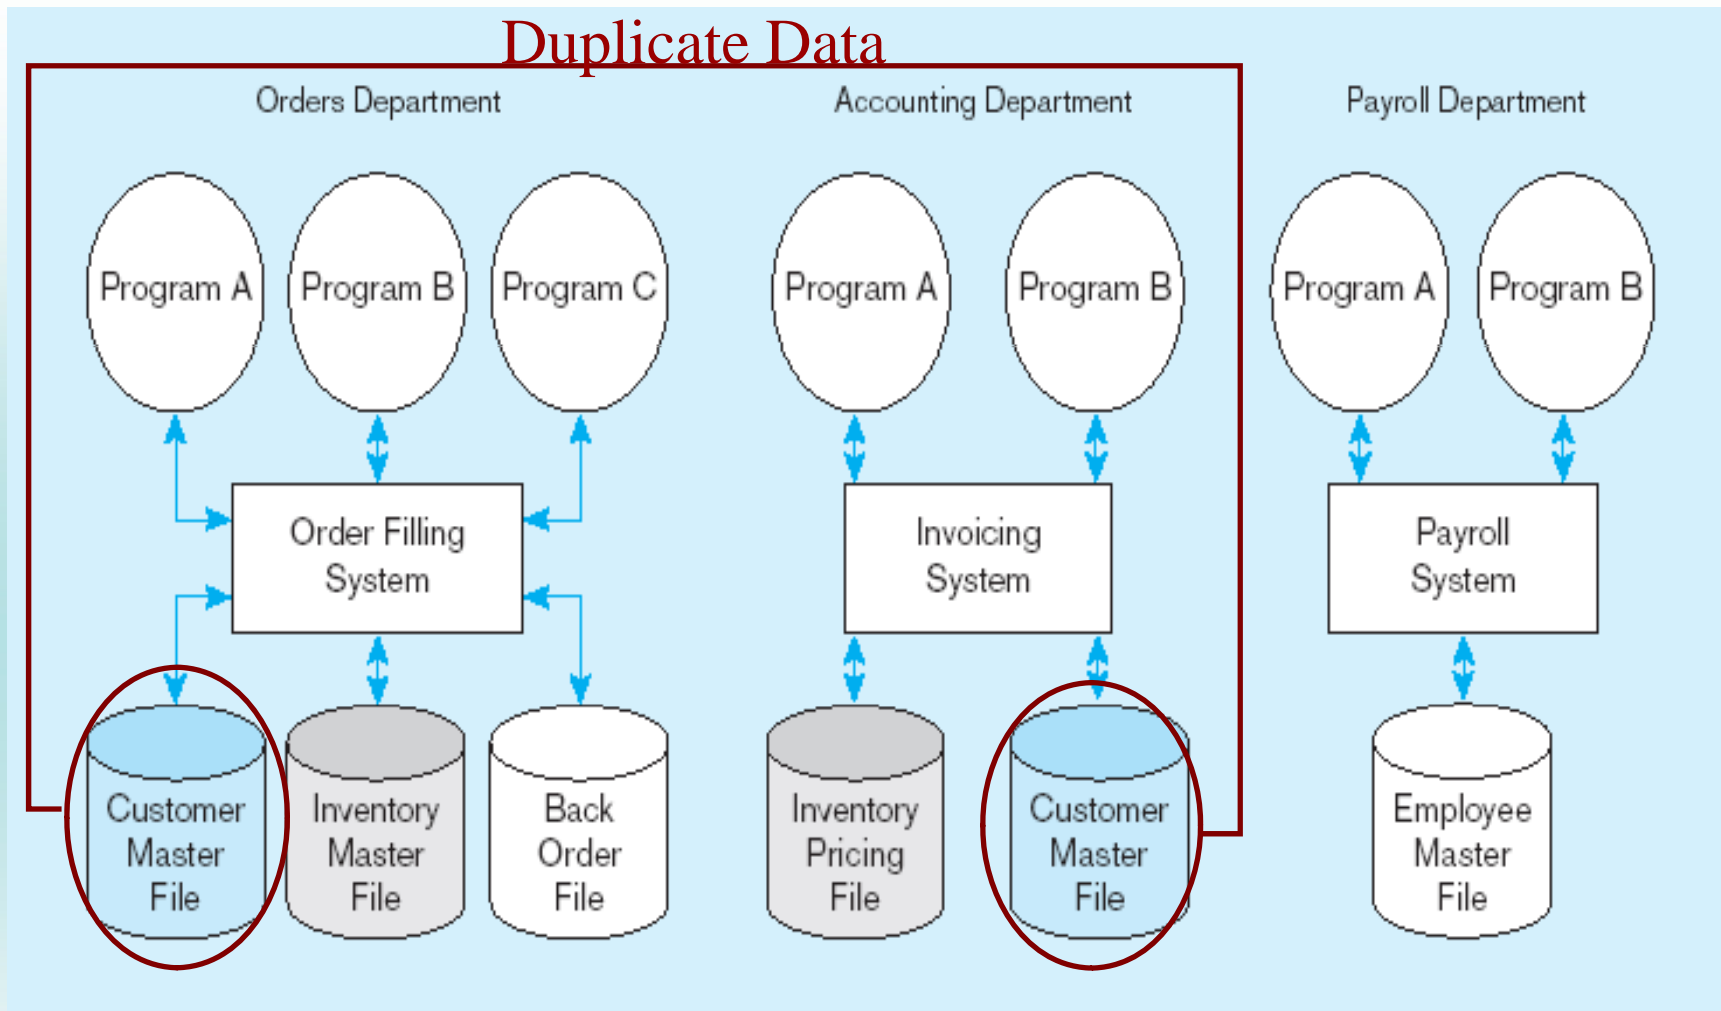 Duplicate Data
Orders Department
Accounting Department
Payroll Department
Program A
Program B
Program C
Program A
Program B
Program A
Program B
Order Filling
System
Invoicing
System
Payroll
System
Customer
Master
File
Inventory
Master
File
Back
Order
File
Inventory
Pricing
File
Customer
Master
File
Employee
Master
File